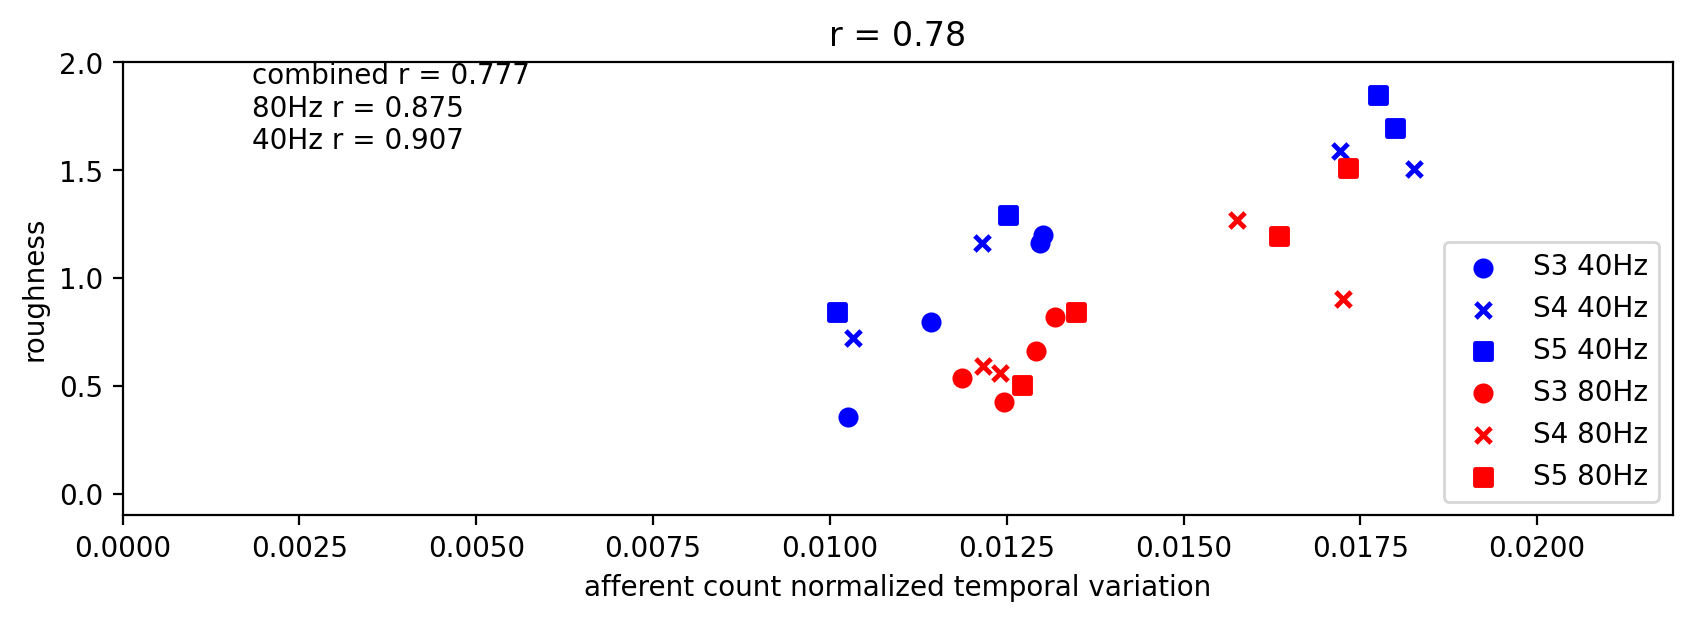 r = 0.78
combined r = 0.777
80Hz r = 0.875
40Hz r = 0.907
2.0
1.5
1.0
0.5
0.0
roughness
S3 40Hz
S4 40Hz
S5 40Hz
S3 80Hz
S4 80Hz
S5 80Hz
0.0000 0.0025 0.0050 0.0075 0.0100 0.0125 0.0150 0.0175 0.0200
afferent count normalized temporal variation